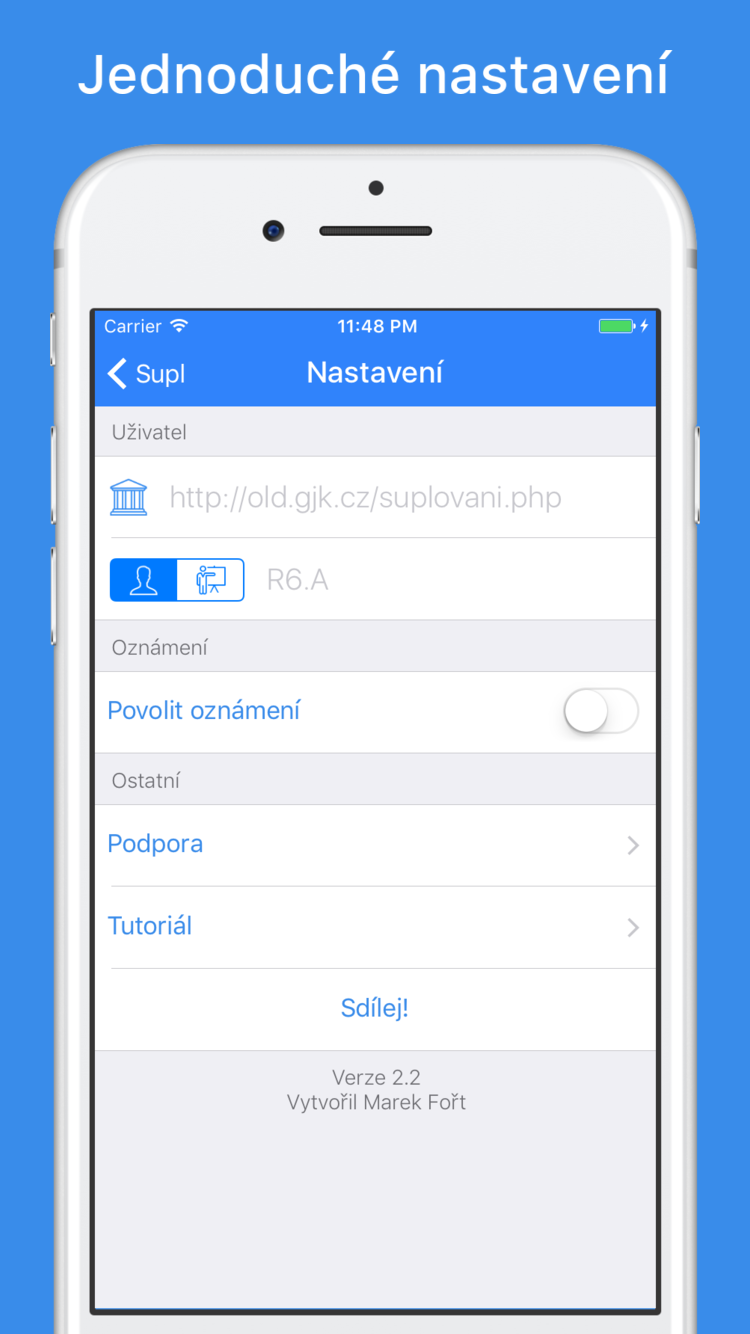 Jednoduché nastavení
Carrier 11:48 PM
Supl Nastavení
Uživatel
http://old.gjk.cz/suplovani.php
R6.A
Oznámení
Povolit oznámení
Ostatní
Podpora
Tutoriál
Sdílej!
Verze 2.2
Vytvořil Marek Fořt